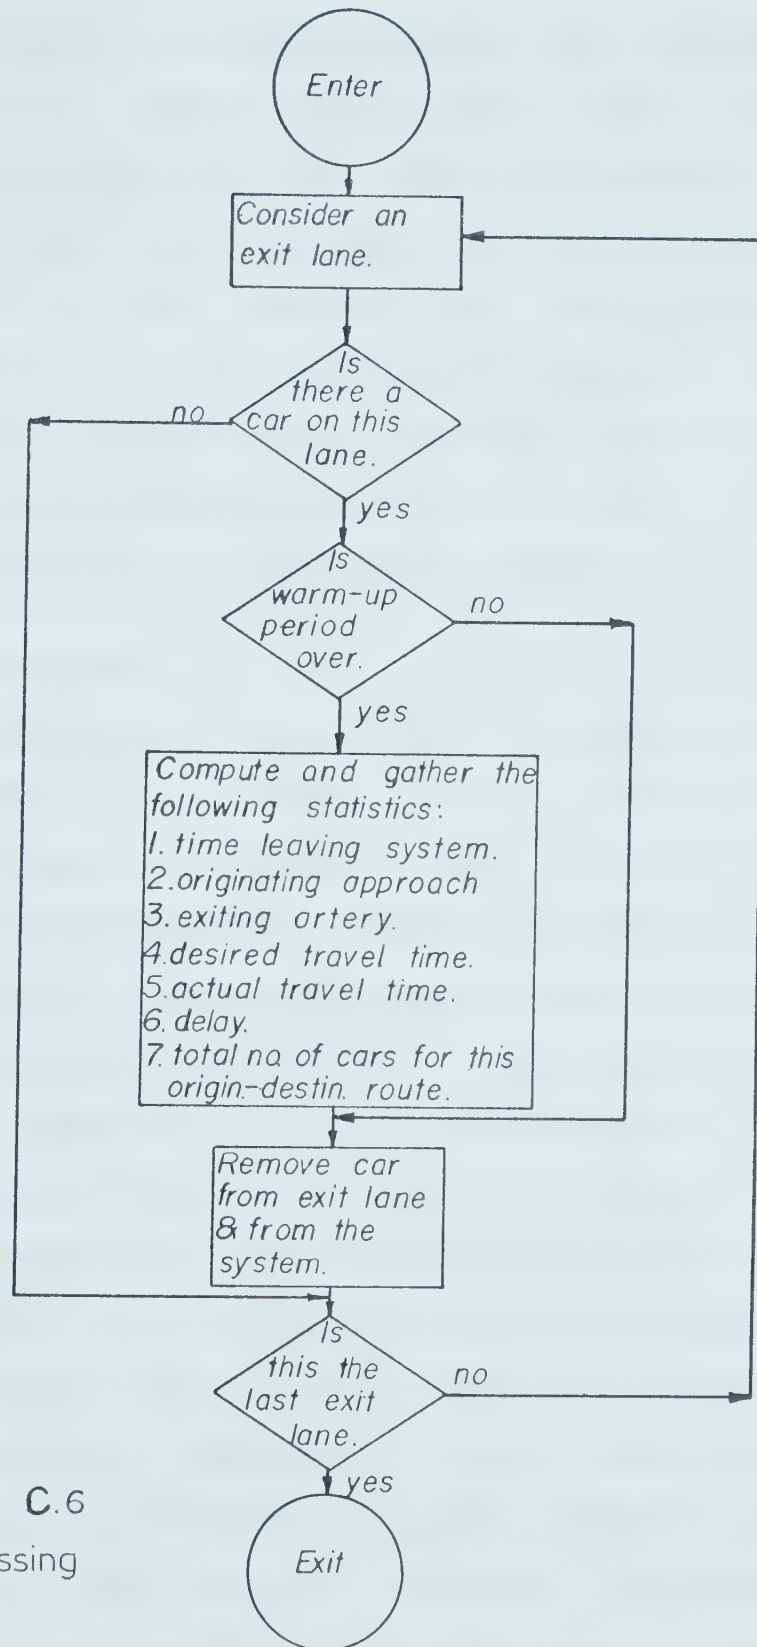 Enter
Consider an
exit lane.
Is
there a
car on this
lane.
no
yes
Is
warm-up
period
over.
no
yes
Compute and gather the
following statistics:
1. time leaving system.
2. originating approach
3. exiting artery.
4. desired travel time.
5. actual travel time.
6. delay.
7. total no. of cars for this
origin.-destin. route.
Remove car
from exit lane
& from the
system.
Is
this the
last exit
lane.
no
yes
Exit
C.6
ssing